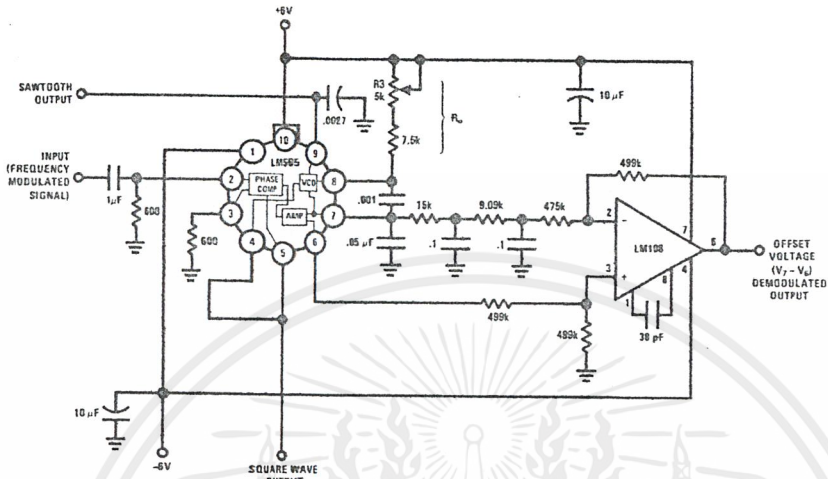 +6V
SAWTOOTH
OUTPUT
.0027
R3
5k
Ro
10 µF
7.5k
INPUT
(FREQUENCY
MODULATED
SIGNAL)
1µF
600
LM565
1
10
9
2
PHASE
COMP
VCO
8
3
AMP
7
4
5
6
600
.001
.05 µF
15k
.1
9.09k
.1
475k
499k
2
−
LM108
3
+
7
6
4
1
8
30 pF
OFFSET
VOLTAGE
(V7 − V6)
DEMODULATED
OUTPUT
499k
499k
10 µF
−6V
SQUARE WAVE